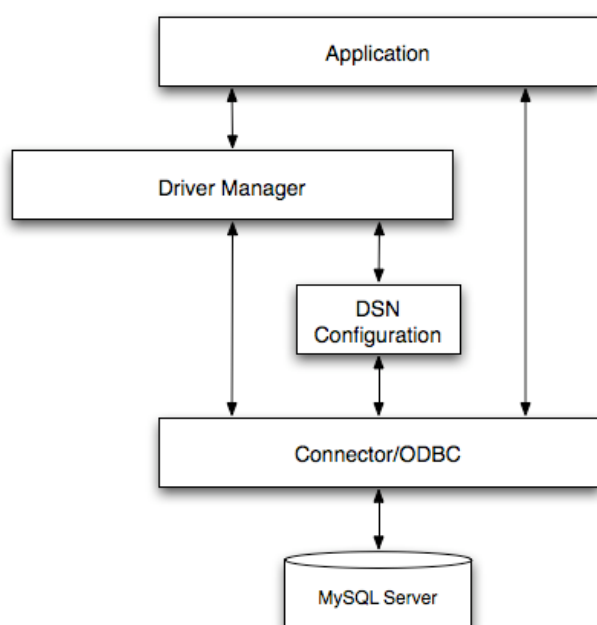 Application
Driver Manager
DSN
Configuration
Connector/ODBC
MySQL Server